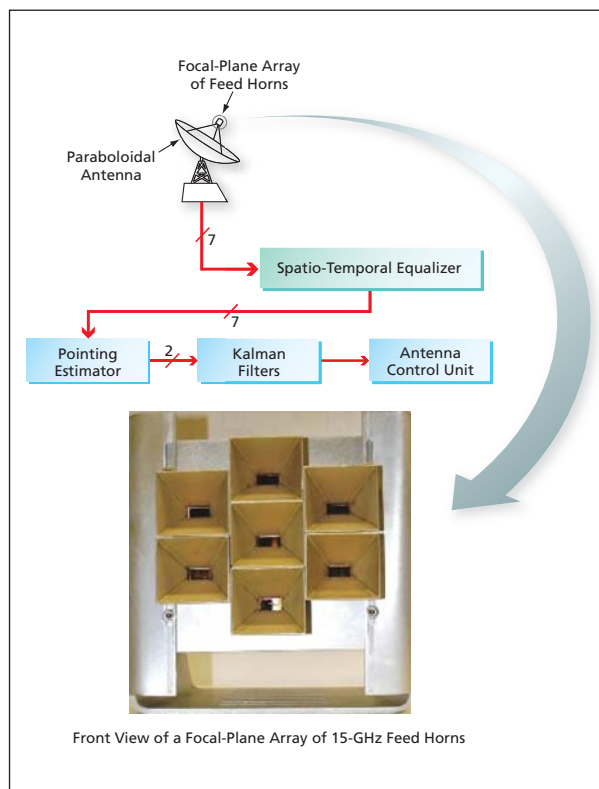 Focal-Plane Array
of Feed Horns
Paraboloidal
Antenna
7
Spatio-Temporal Equalizer
7
Pointing
Estimator
2
Kalman
Filters
Antenna
Control Unit
Front View of a Focal-Plane Array of 15-GHz Feed Horns